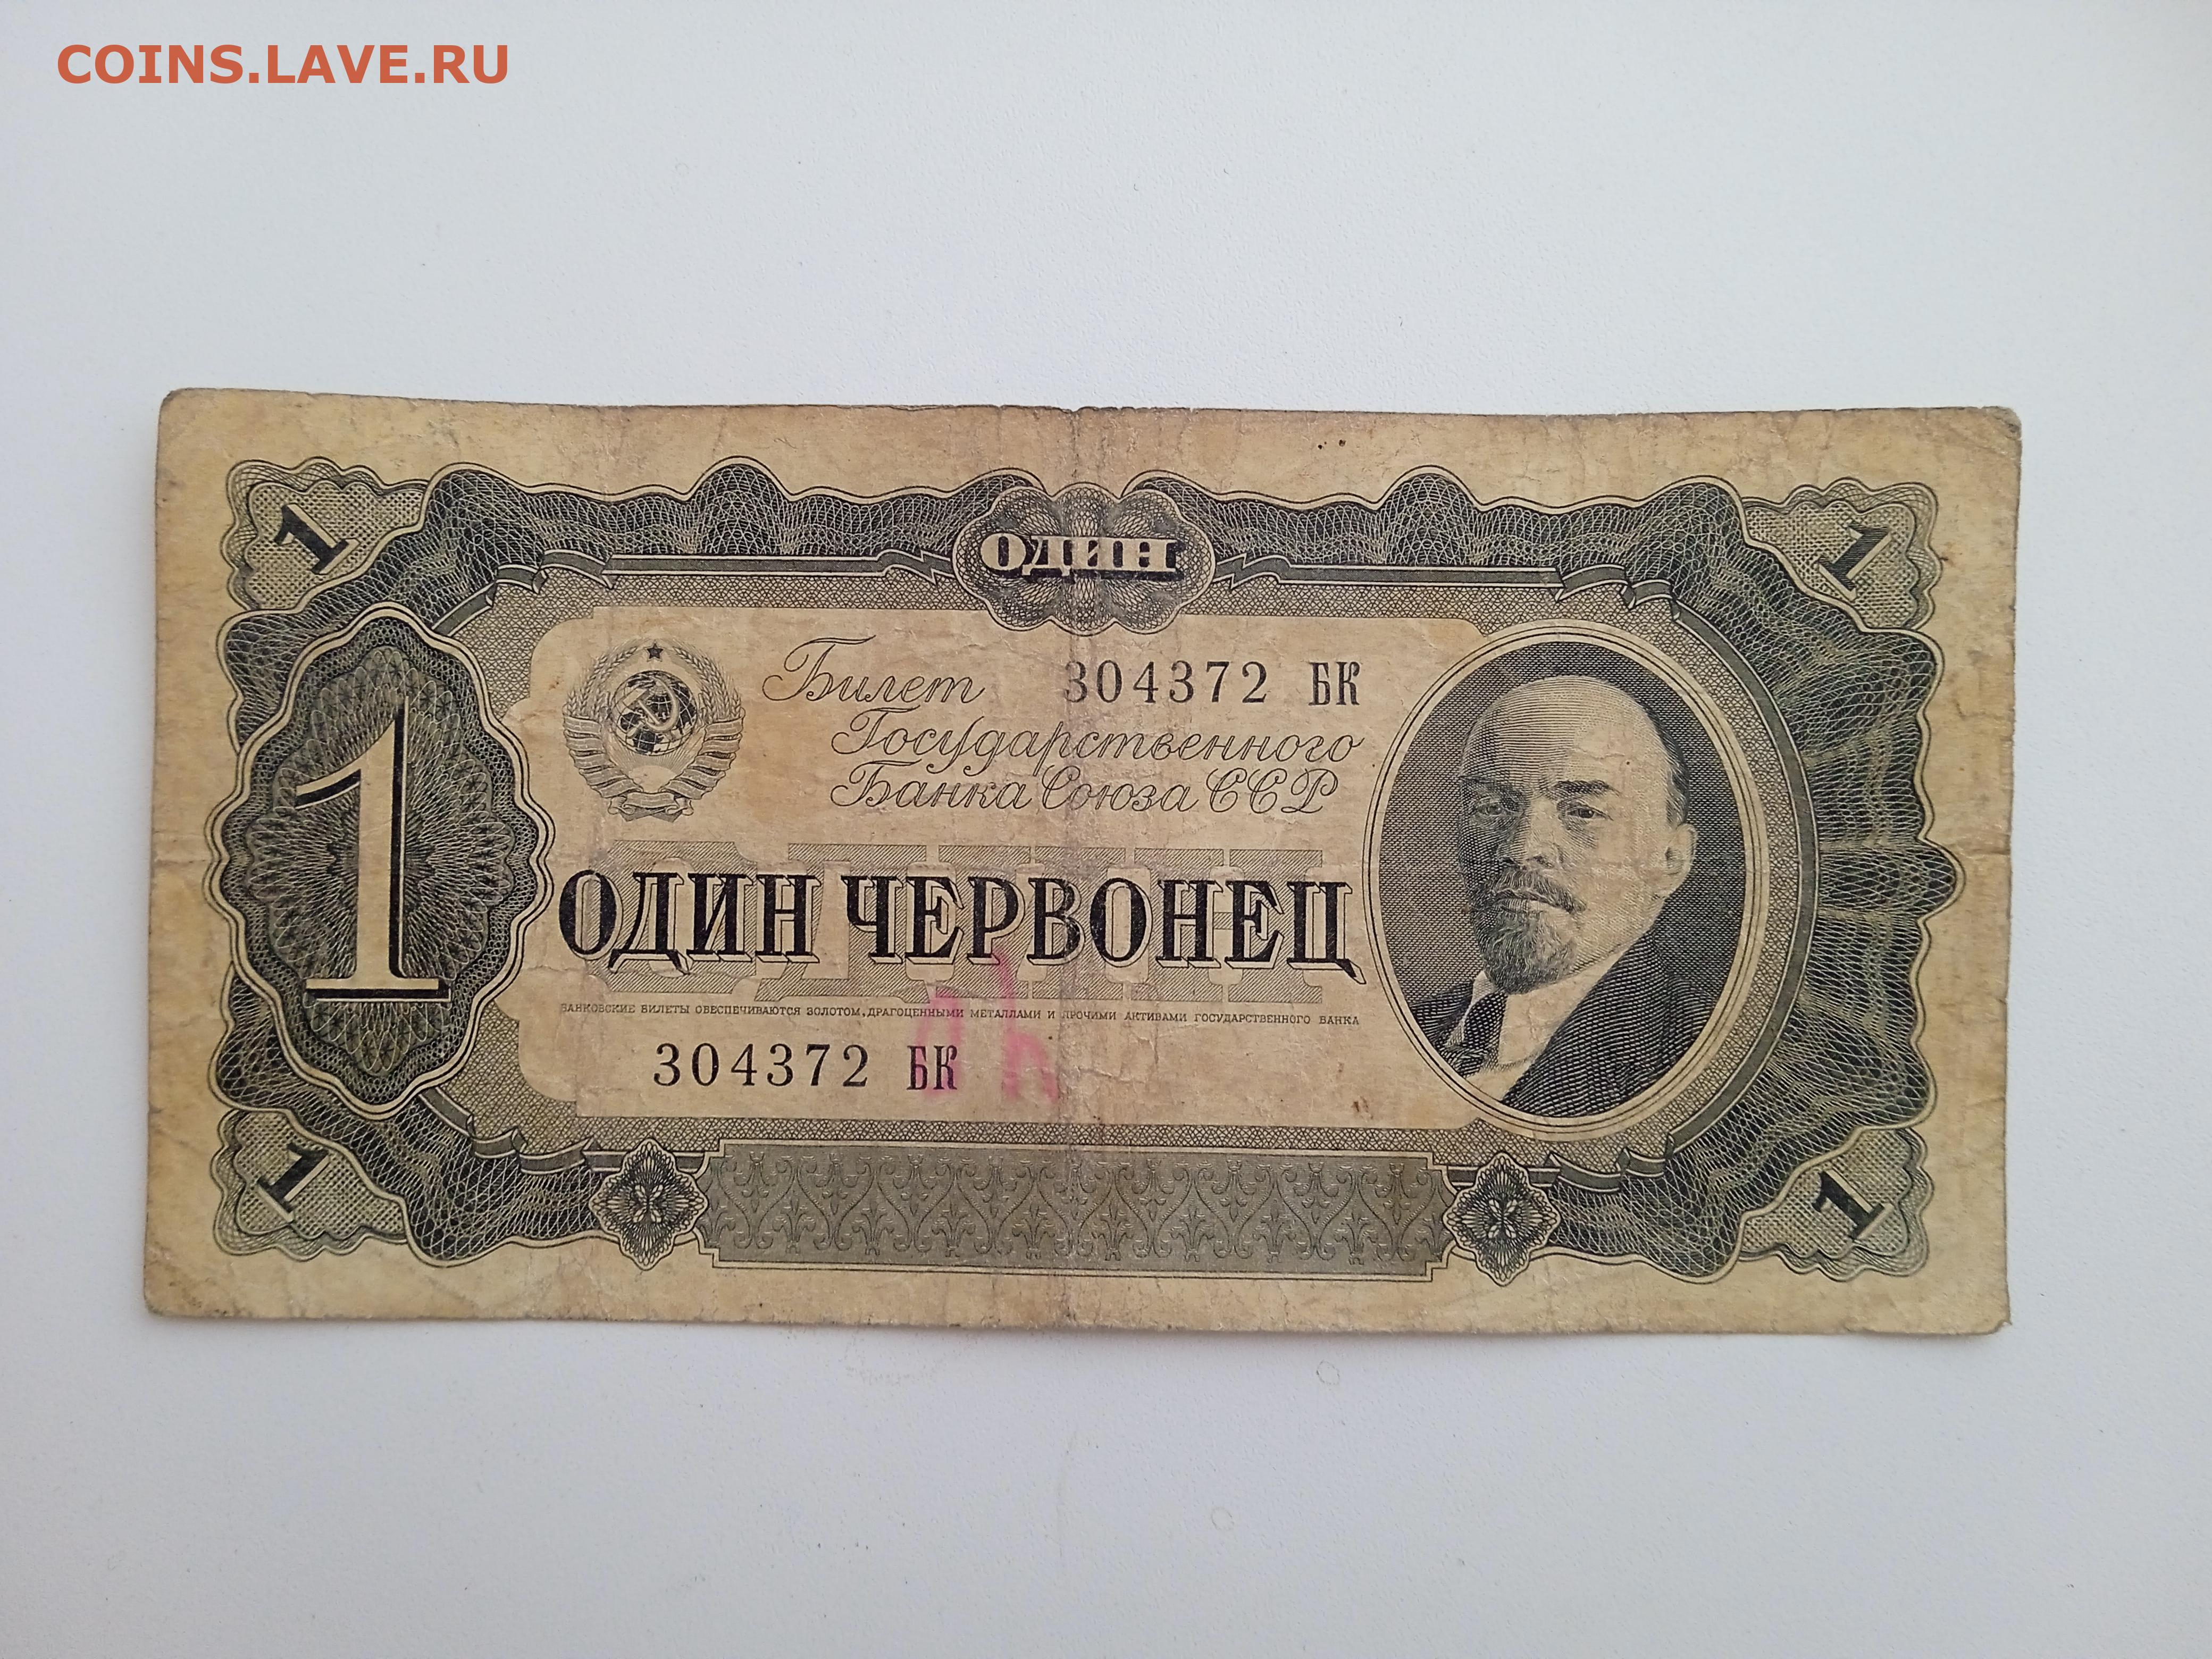 COINS.LAVE.RU
1
ОДИН
1
Билет 304372 БК
Государственного
Банка Союза ССР
1
ОДИН
ОДИН ЧЕРВОНЕЦ
БАНКОВСКИЕ БИЛЕТЫ ОБЕСПЕЧИВАЮТСЯ ЗОЛОТОМ, ДРАГОЦЕННЫМИ МЕТАЛЛАМИ И ПРОЧИМИ АКТИВАМИ ГОСУДАРСТВЕННОГО БАНКА
304372 БК
1
1